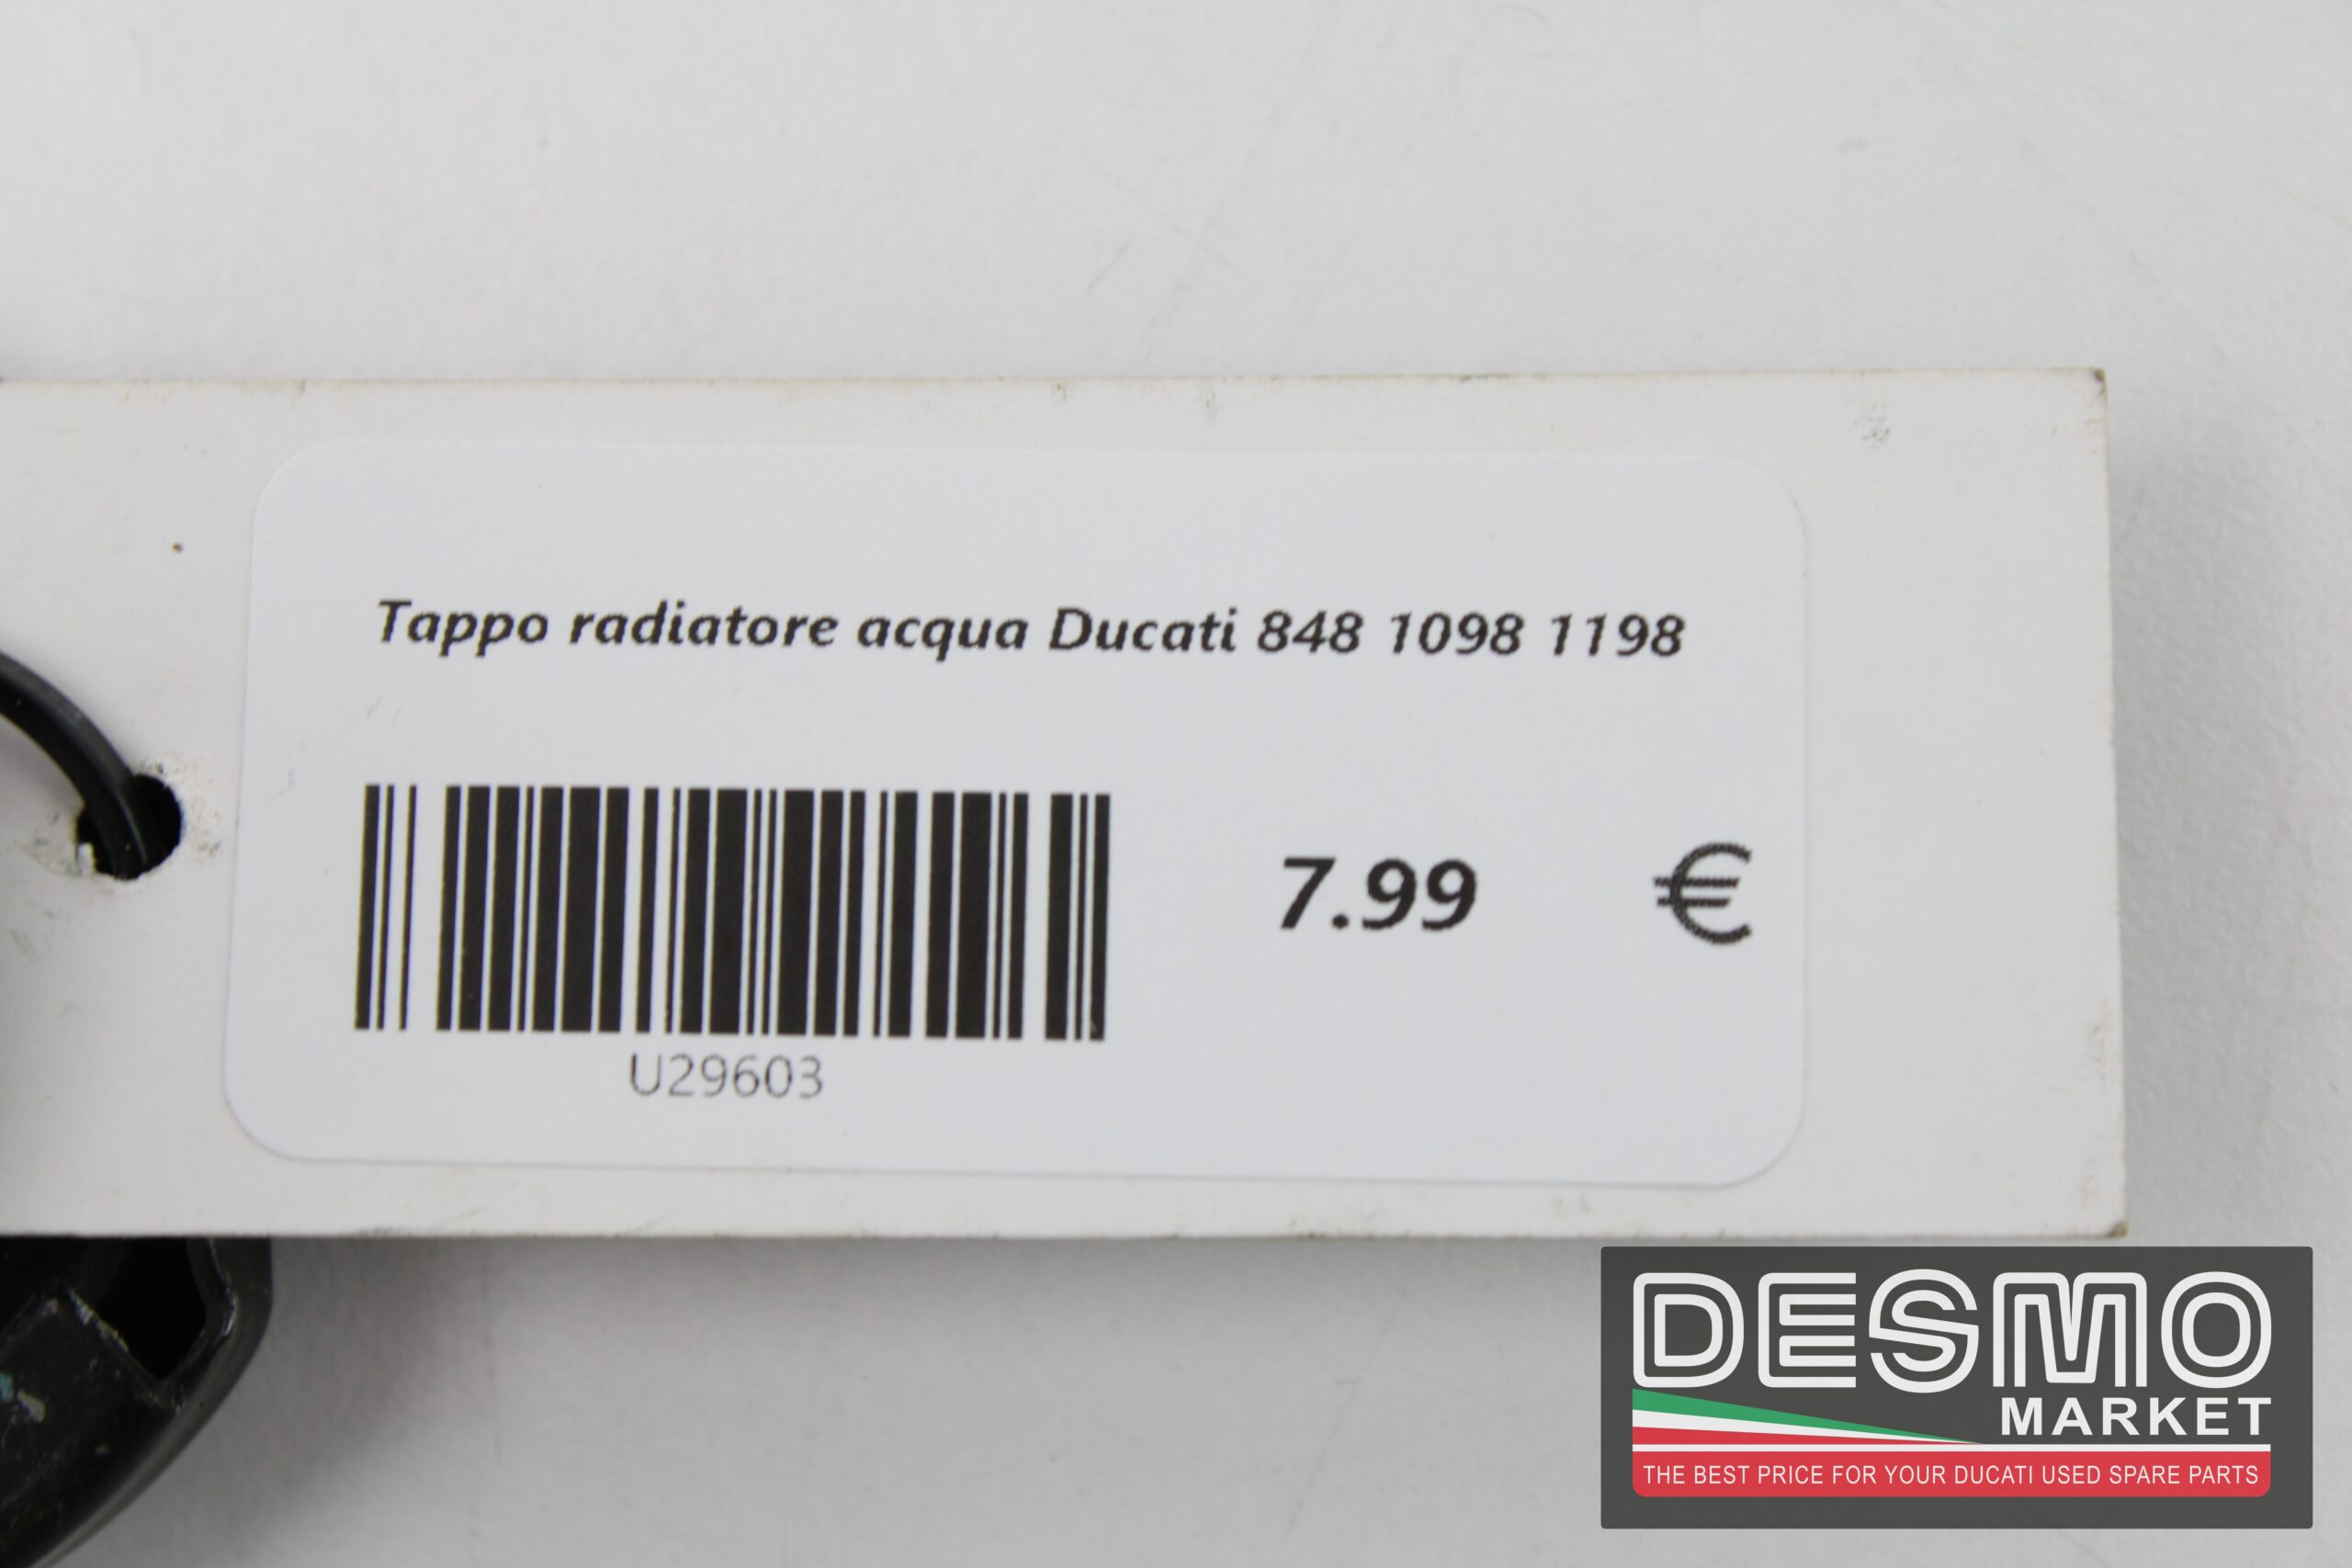 Tappo radiatore acqua Ducati 848 1098 1198
7.99 €
U29603
DESMO
MARKET
THE BEST PRICE FOR YOUR DUCATI USED SPARE PARTS